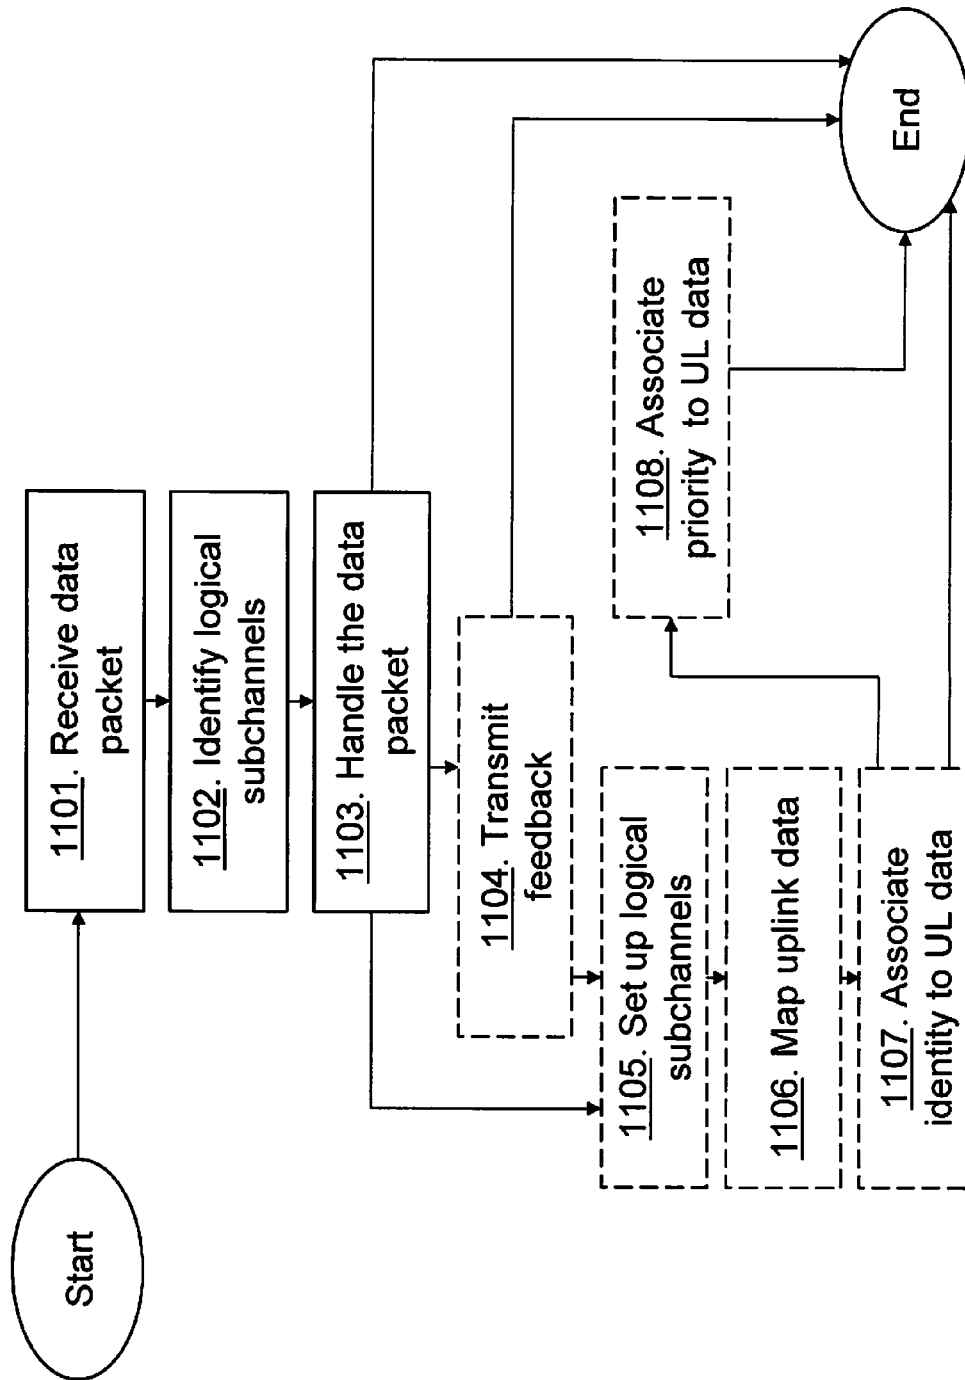 Start
1101. Receive data
packet
1102. Identify logical
subchannels
1103. Handle the data
packet
1104. Transmit
feedback
1105. Set up logical
subchannels
1106. Map uplink data
1107. Associate
identity to UL data
1108. Associate
priority to UL data
End